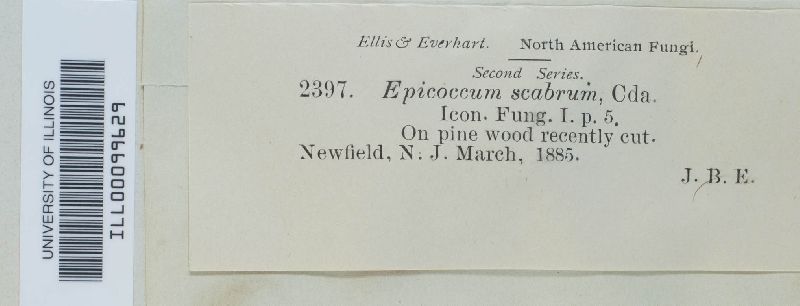 UNIVERSITY OF ILLINOIS
ILL00099629
Ellis & Everhart. North American Fungi.
Second Series.
2397. Epicoccum scabrum, Cda.
Icon. Fung. I. p. 5.
On pine wood recently cut.
Newfield, N. J. March, 1885.
J. B. E.